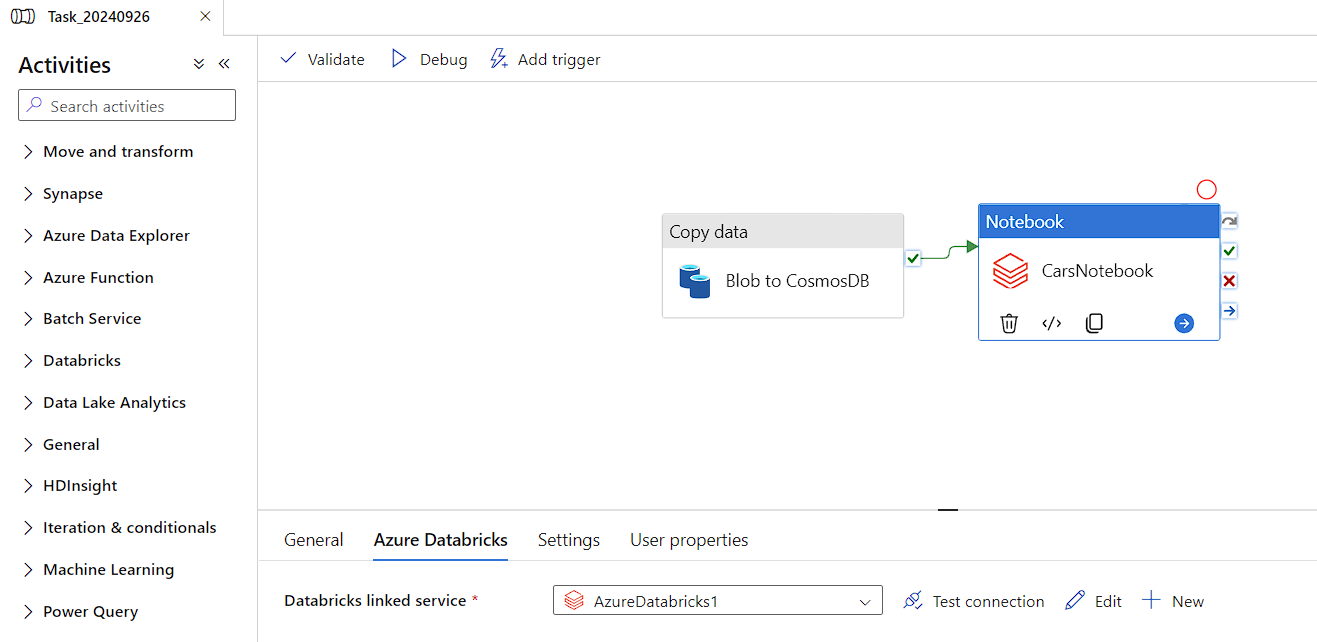 Task_20240926
Activities
Search activities
Move and transform
Synapse
Azure Data Explorer
Azure Function
Batch Service
Databricks
Data Lake Analytics
General
HDInsight
Iteration & conditionals
Machine Learning
Power Query
Validate Debug Add trigger
Copy data
Blob to CosmosDB
Notebook
CarsNotebook
General Azure Databricks Settings User properties
Databricks linked service * AzureDatabricks1 Test connection Edit New